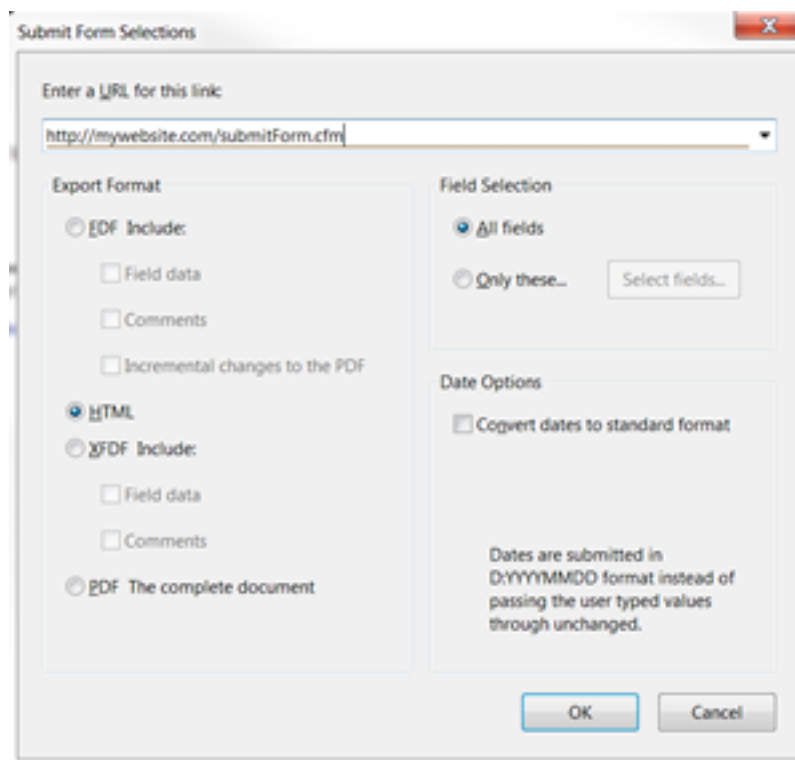 Submit Form Selections
Enter a URL for this link:
http://mywebsite.com/submitForm.cfm
Export Format
FDF Include:
Field data
Comments
Incremental changes to the PDF
HTML
XFDF Include:
Field data
Comments
PDF The complete document
Field Selection
All fields
Only these...
Select fields...
Date Options
Convert dates to standard format
Dates are submitted in
D:YYYYMMDD format instead of
passing the user typed values
through unchanged.
OK
Cancel